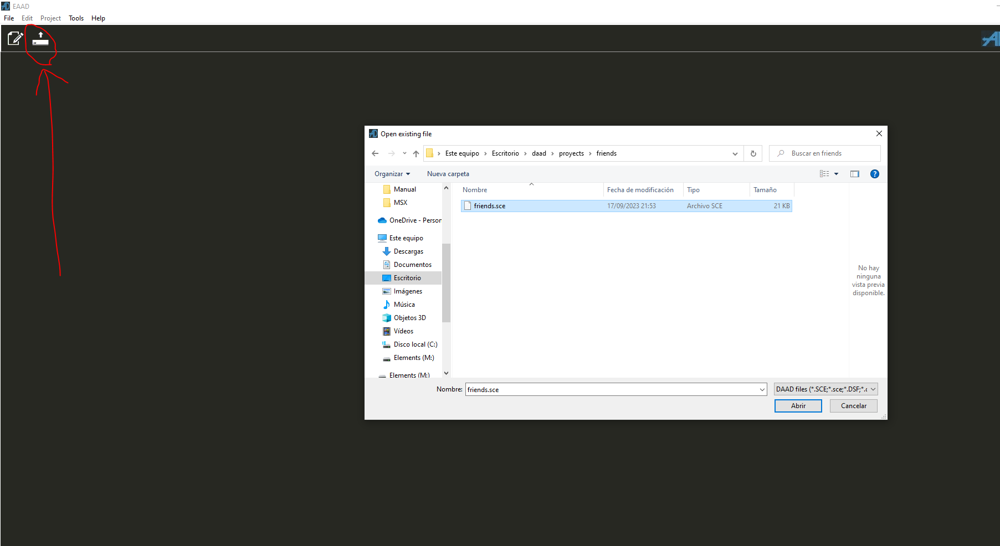 EAAD
File Edit Project Tools Help
Open existing file
Este equipo Escritorio daad proyects friends
Buscar en friends
Organizar Nueva carpeta
Manual
MSX
OneDrive - Person
Este equipo
Descargas
Documentos
Escritorio
Imágenes
Música
Objetos 3D
Vídeos
Disco local (C:)
Elements (M:)
Elements (M:)
Nombre Fecha de modificación Tipo Tamaño
friends.sce 17/09/2023 21:53 Archivo SCE 21 KB
No hay
ninguna
vista previa
disponible.
Nombre: friends.sce DAAD files (*.SCE;*.sce;*.DSF;*.c
Abrir Cancelar